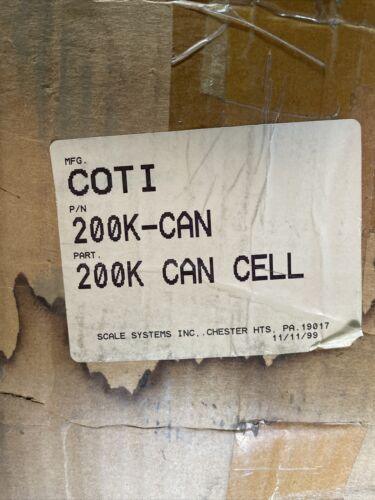 MFG.
COTI
P/N
200K-CAN
PART.
200K CAN CELL
SCALE SYSTEMS INC..CHESTER HTS, PA.19017
11/11/99